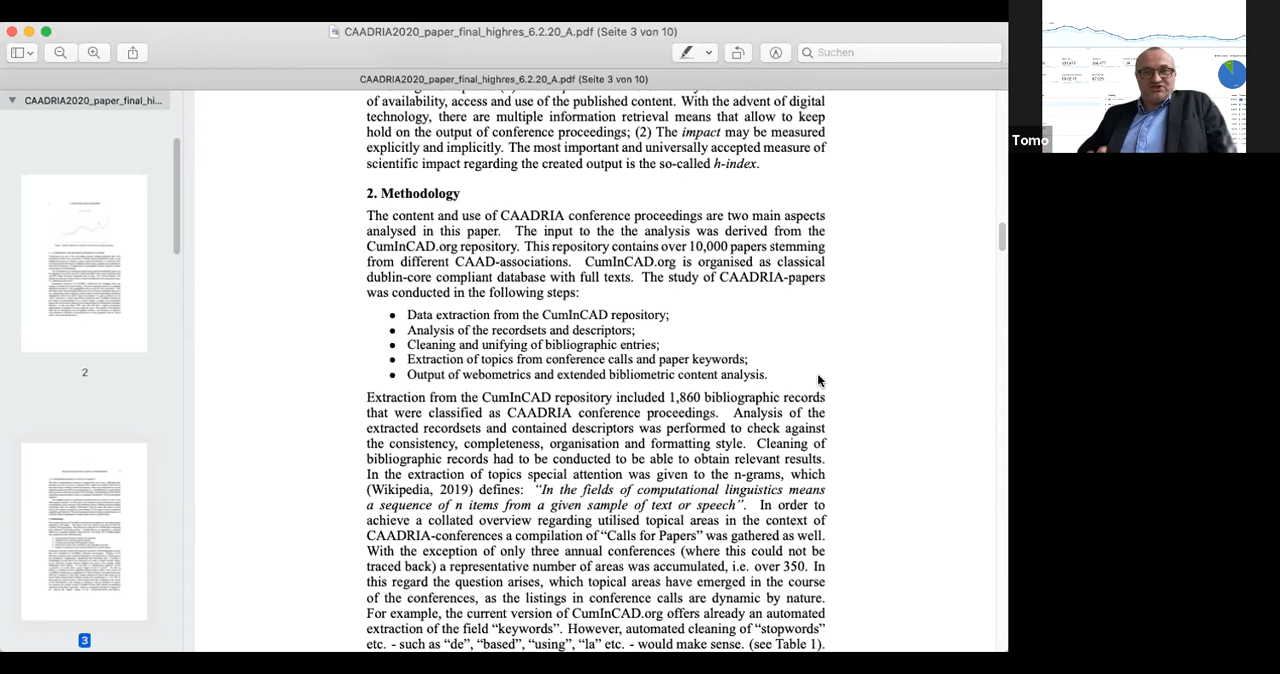 CAADRIA2020_paper_final_highres_6.2.20_A.pdf (Seite 3 von 10)
Suchen
CAADRIA2020_paper_final_highres_6.2.20_A.pdf (Seite 3 von 10)
CAADRIA2020_paper_final_hi...
2
3
of availability, access and use of the published content. With the advent of digital
technology, there are multiple information retrieval means that allow to keep
hold on the output of conference proceedings; (2) The impact may be measured
explicitly and implicitly. The most important and universally accepted measure of
scientific impact regarding the created output is the so-called h-index.
2. Methodology
The content and use of CAADRIA conference proceedings are two main aspects
analysed in this paper. The input to the the analysis was derived from the
CumInCAD.org repository. This repository contains over 10,000 papers stemming
from different CAAD associations. CumInCAD.org is organised as classical
dublin-core compliant database with full texts. The study of CAADRIA-papers
was conducted in the following steps:
• Data extraction from the CumInCAD repository;
• Analysis of the recordsets and descriptors;
• Cleaning and unifying of bibliographic entries;
• Extraction of topics from conference calls and paper keywords;
• Output of webometrics and extended bibliometric content analysis.
Extraction from the CumInCAD repository included 1,860 bibliographic records
that were classified as CAADRIA conference proceedings. Analysis of the
extracted recordsets and contained descriptors was performed to check against
the consistency, completeness, organisation and formatting style. Cleaning of
bibliographic records had to be conducted to be able to obtain relevant results.
In the extraction of topics special attention was given to the n-grams, which
(Wikipedia, 2019) defines as "In the fields of computational linguistics means
a sequence of n items from a given sample of text or speech". In order to
achieve a detailed overview regarding utilised topical areas in the context of
CAADRIA conferences, a compilation of “Calls for Papers” was gathered as well.
With the exception of few annual conferences (where this could not be
traced back) a representative number of areas was accumulated, i.e. over 350. In
this regard the question arises, which topical areas have emerged in the course
of the conferences, as the listings in conference calls are dynamic by nature.
For example, the current version of CumInCAD.org offers already an automated
extraction of the field “keywords”. However, automated cleaning of “stopwords”
etc. - such as “de”, “based”, “using”, “la” etc. - would make sense. (see Table 1).
Tomo